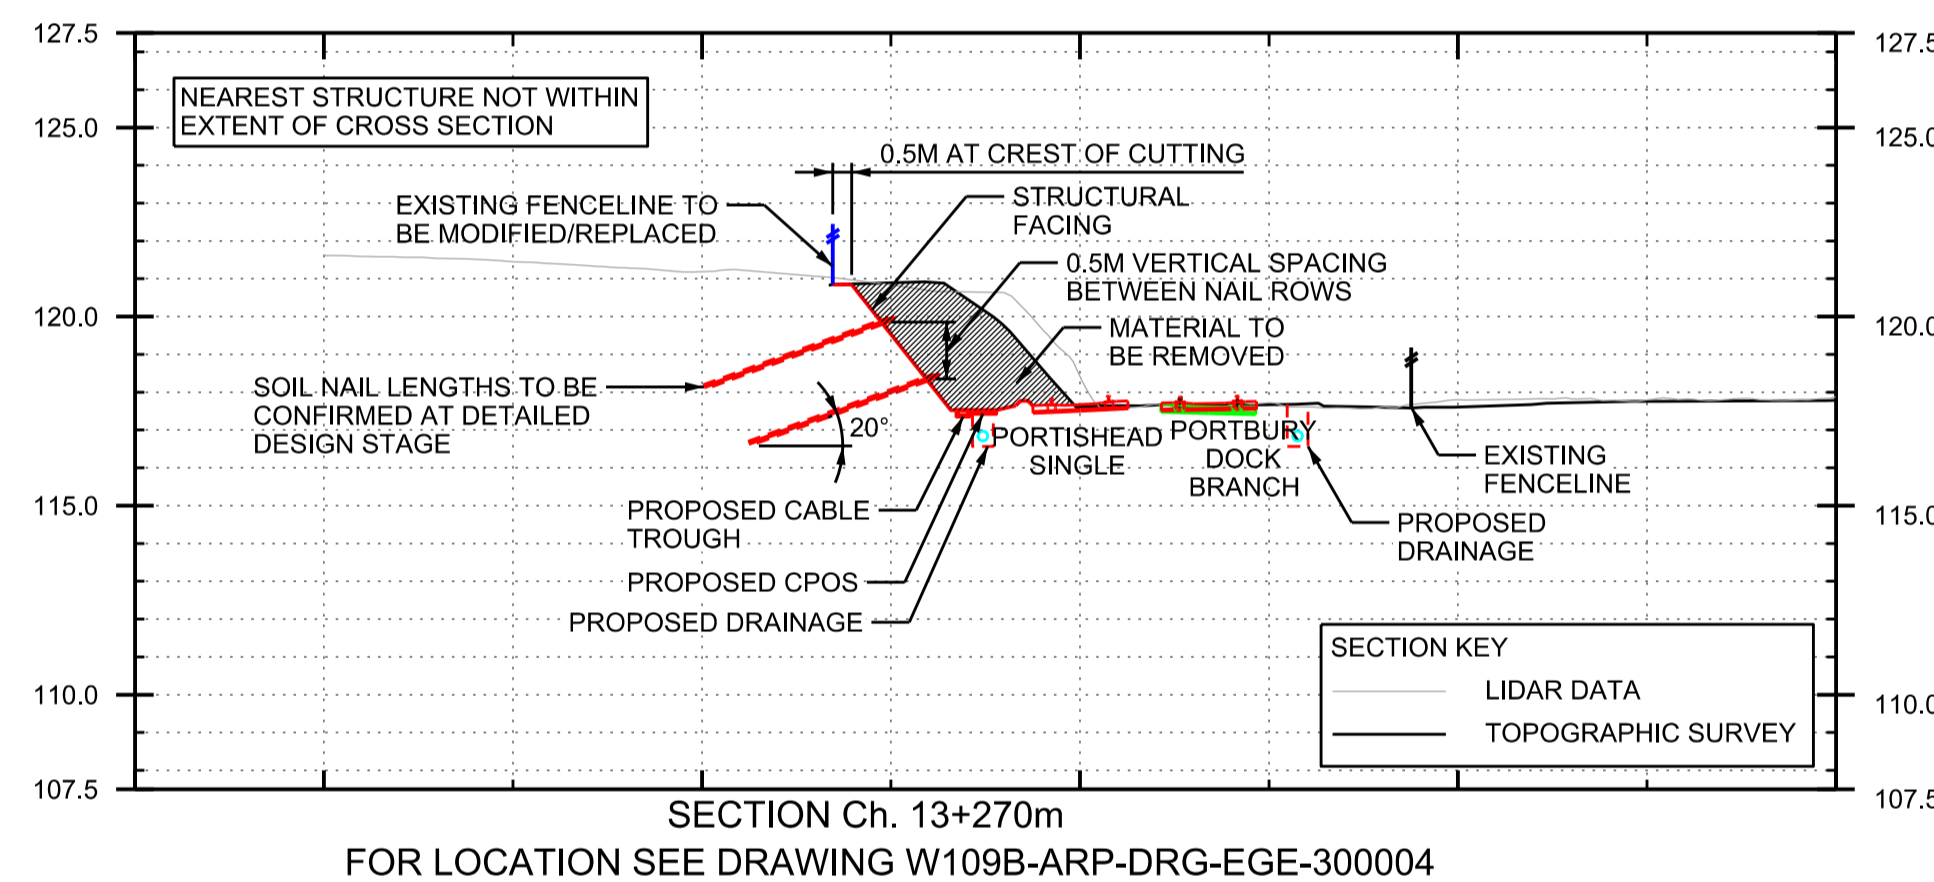 127.5
127.5
NEAREST STRUCTURE NOT WITHIN
EXTENT OF CROSS SECTION
125.0
125.0
0.5M AT CREST OF CUTTING
EXISTING FENCELINE TO
BE MODIFIED/REPLACED
STRUCTURAL
FACING
0.5M VERTICAL SPACING
BETWEEN NAIL ROWS
120.0
120.0
MATERIAL TO
BE REMOVED
SOIL NAIL LENGTHS TO BE
CONFIRMED AT DETAILED
DESIGN STAGE
20°
PORTISHEAD
SINGLE
PORTBURY
DOCK
BRANCH
EXISTING
FENCELINE
115.0
115.0
PROPOSED CABLE
TROUGH
PROPOSED
DRAINAGE
PROPOSED CPOS
PROPOSED DRAINAGE
SECTION KEY
LIDAR DATA
TOPOGRAPHIC SURVEY
110.0
110.0
107.5
107.5
SECTION Ch. 13+270m
FOR LOCATION SEE DRAWING W109B-ARP-DRG-EGE-300004